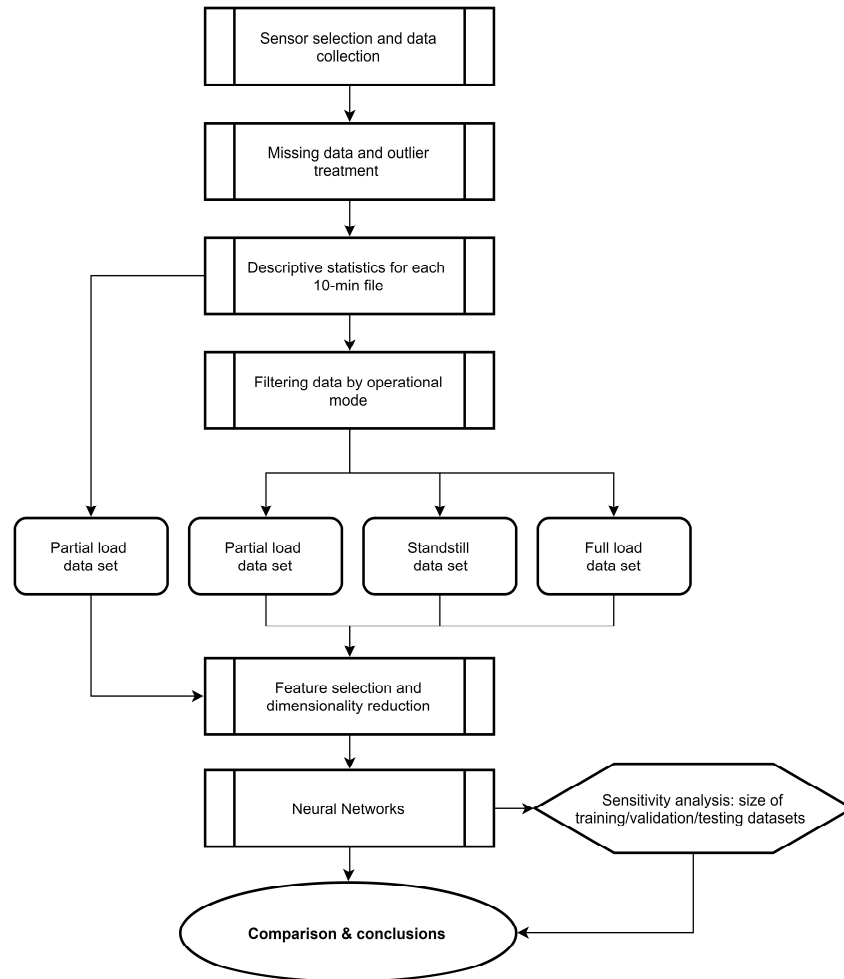 Sensor selection and data
collection
Missing data and outlier
treatment
Descriptive statistics for each
10-min file
Filtering data by operational
mode
Partial load
data set
Partial load
data set
Standstill
data set
Full load
data set
Feature selection and
dimensionality reduction
Neural Networks
Sensitivity analysis: size of
training/validation/testing datasets
Comparison & conclusions